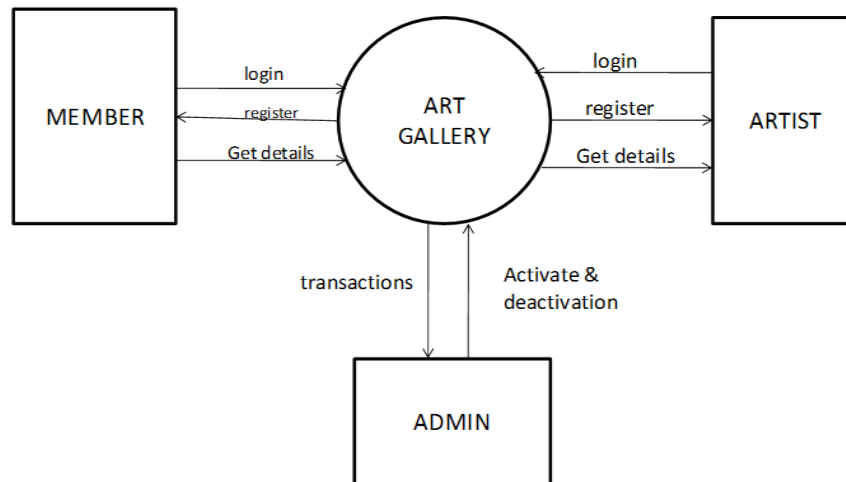 login
register
Get details
MEMBER
ART
GALLERY
login
register
Get details
ARTIST
transactions
Activate &
deactivation
ADMIN